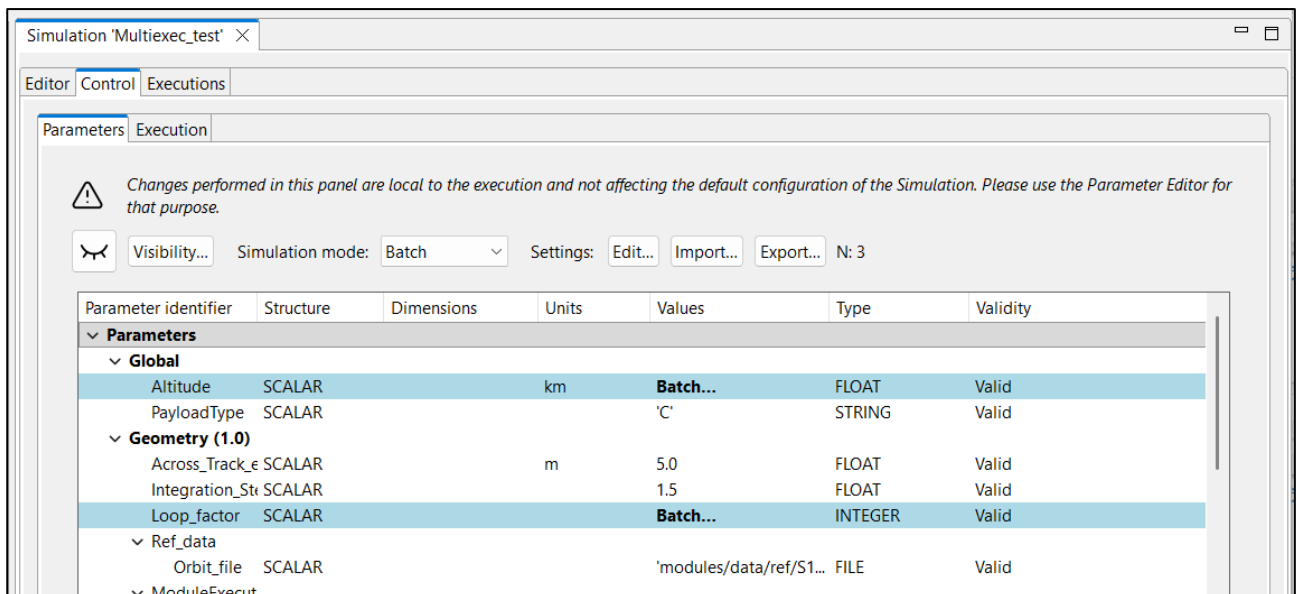 Simulation 'Multiexec_test'
Editor Control Executions
Parameters Execution
Changes performed in this panel are local to the execution and not affecting the default configuration of the Simulation. Please use the Parameter Editor for
that purpose.
Visibility... Simulation mode: Batch Settings: Edit... Import... Export... N: 3
Parameter identifier Structure Dimensions Units Values Type Validity
Parameters
Global
Altitude SCALAR km Batch... FLOAT Valid
PayloadType SCALAR 'C' STRING Valid
Geometry (1.0)
Across_Track_e SCALAR m 5.0 FLOAT Valid
Integration_Ste SCALAR 1.5 FLOAT Valid
Loop_factor SCALAR Batch... INTEGER Valid
Ref_data
Orbit_file SCALAR 'modules/data/ref/S1... FILE Valid
ModuleExecut